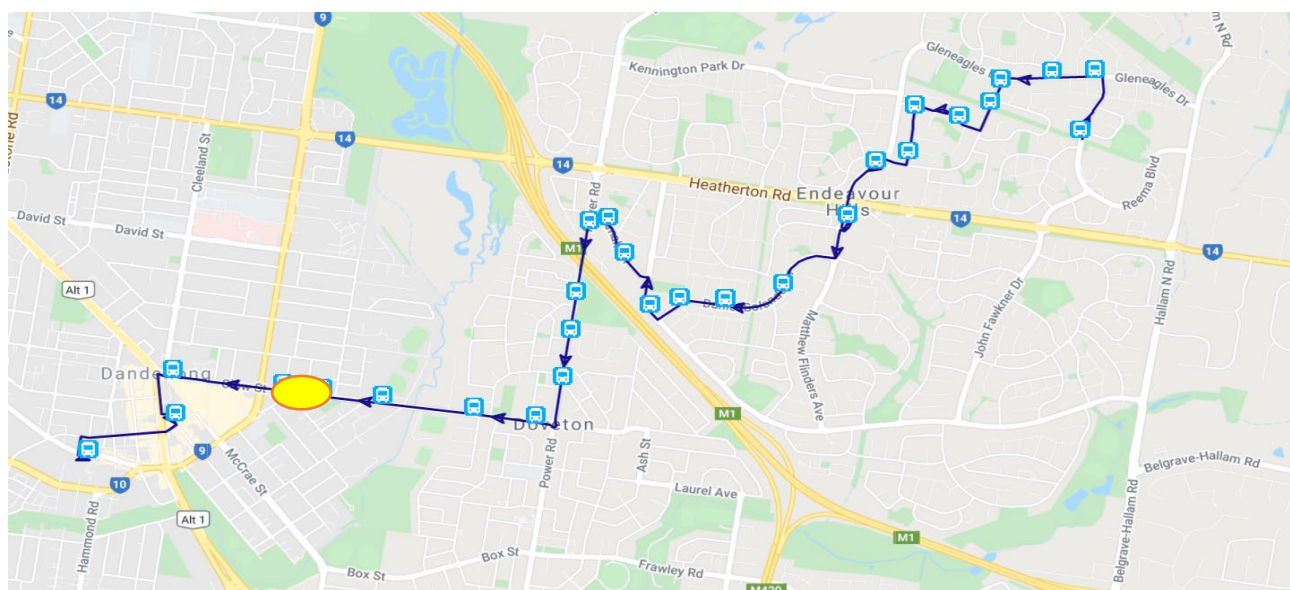 9
Hallam N Rd
Gleneagles
Gleneagles Dr
Kennington Park Dr
14
14
14
Cleeland St
Heatherton Rd
Endeavour
Hills
Reema Blvd
David St
David St
14
M1
14
Alt 1
John Fawkner Dr
Hallam N Rd
Matthew Flinders Ave
Dandenong
M1
Doveton
9
McCrae St
Power Rd
Ash St
Belgrave-Hallam Rd
10
Laurel Ave
Alt 1
Hammond Rd
Belgrave-Hallam Rd
M1
Box St
Box St
Frawley Rd
M420